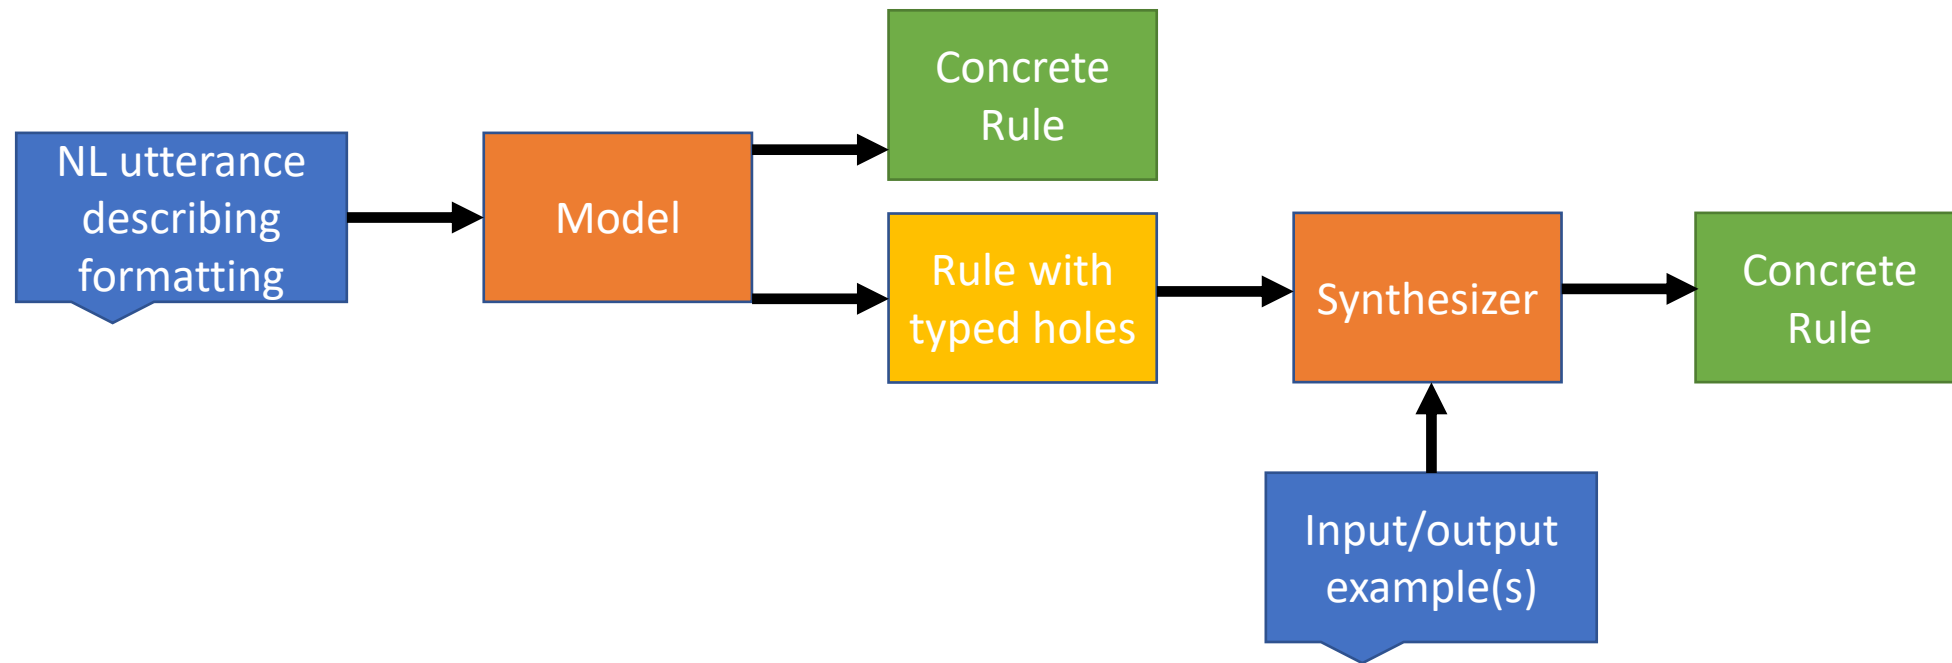 NL utterance
describing
formatting
Model
Concrete
Rule
Rule with
typed holes
Synthesizer
Concrete
Rule
Input/output
example(s)